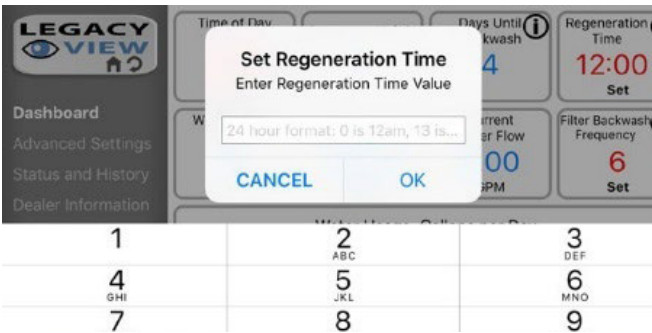 LEGACY
VIEW
Dashboard
Advanced Settings
Status and History
Dealer Information
Time of Day
Days Until
kwash
4
Regeneration
Time
12:00
Set
Set Regeneration Time
Enter Regeneration Time Value
24 hour format: 0 is 12am, 13 is...
CANCEL
OK
W
urrent
er Flow
00
GPM
Filter Backwash
Frequency
6
Set
1
2
ABC
3
DEF
4
GHI
5
JKL
6
MNO
7
8
9